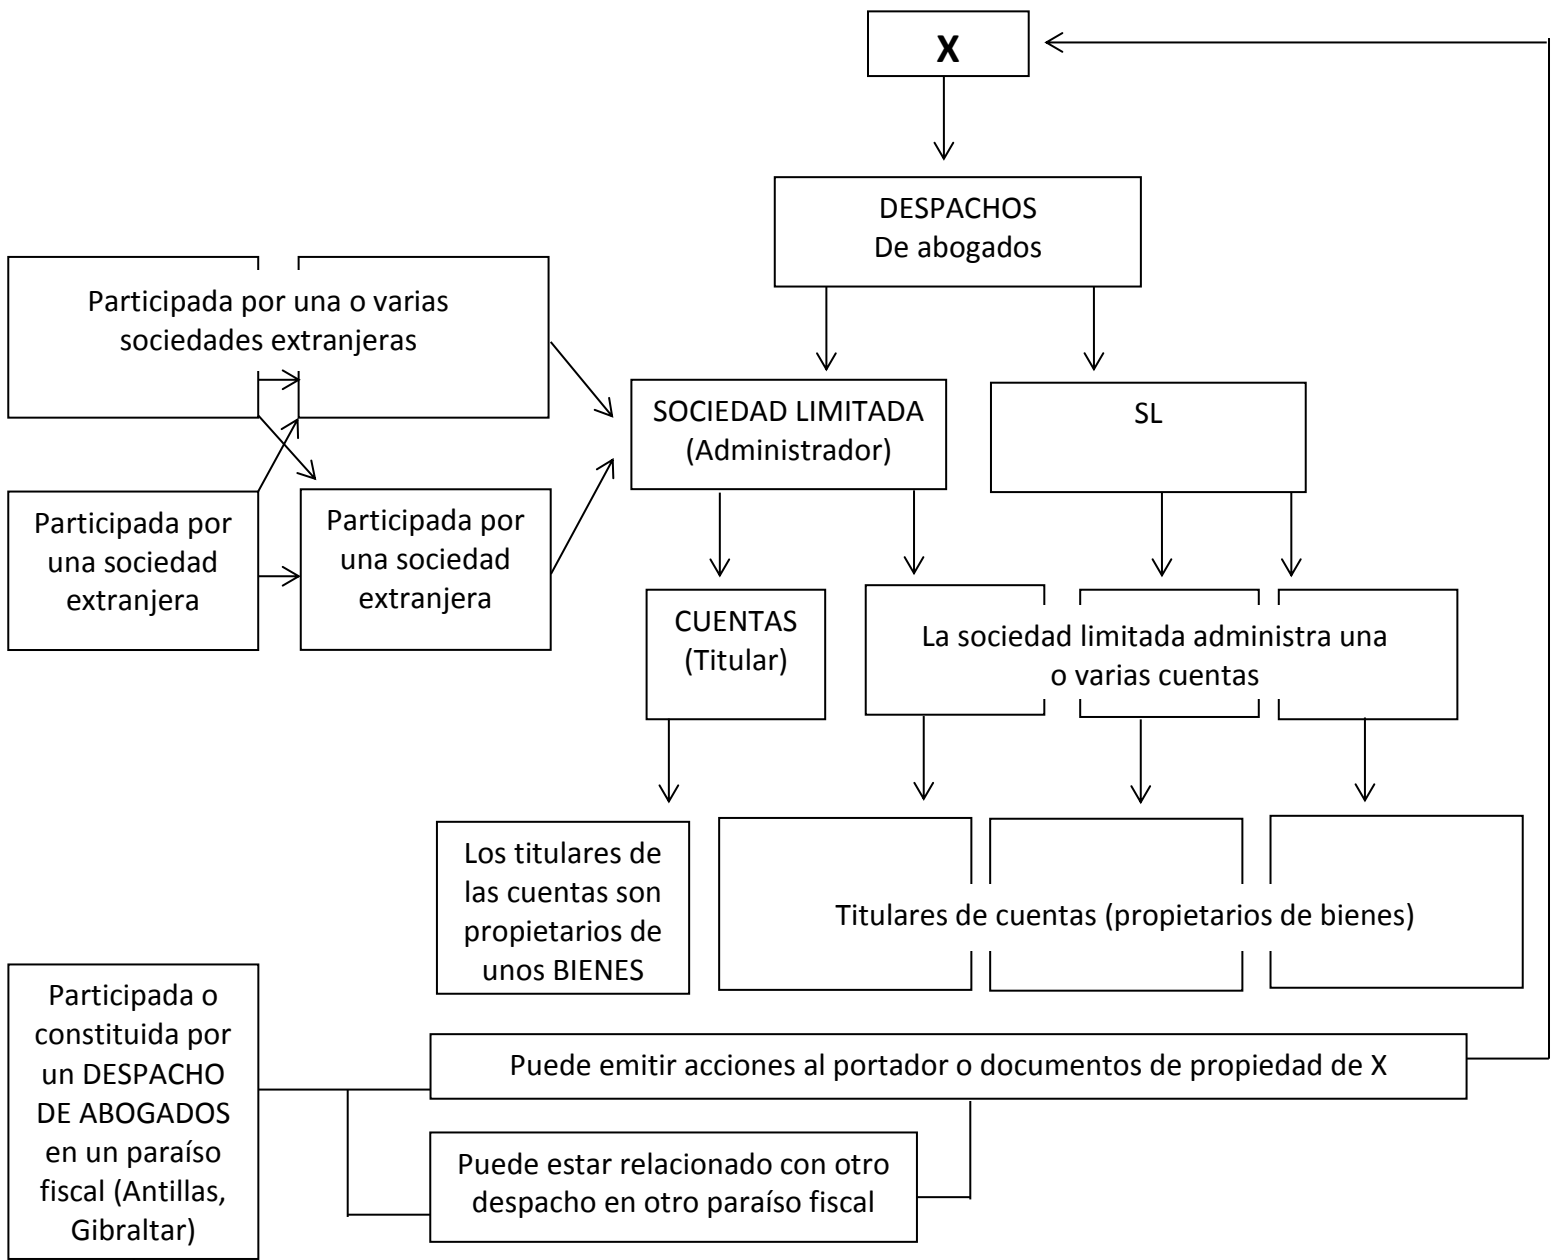 X
DESPACHOS
De abogados
Participada por una o varias
sociedades extranjeras
SOCIEDAD LIMITADA
(Administrador)
SL
Participada por
una sociedad
extranjera
Participada por
una sociedad
extranjera
CUENTAS
(Titular)
La sociedad limitada administra una
o varias cuentas
Los titulares de
las cuentas son
propietarios de
unos BIENES
Titulares de cuentas (propietarios de bienes)
Participada o
constituida por
un DESPACHO
DE ABOGADOS
en un paraíso
fiscal (Antillas,
Gibraltar)
Puede emitir acciones al portador o documentos de propiedad de X
Puede estar relacionado con otro
despacho en otro paraíso fiscal